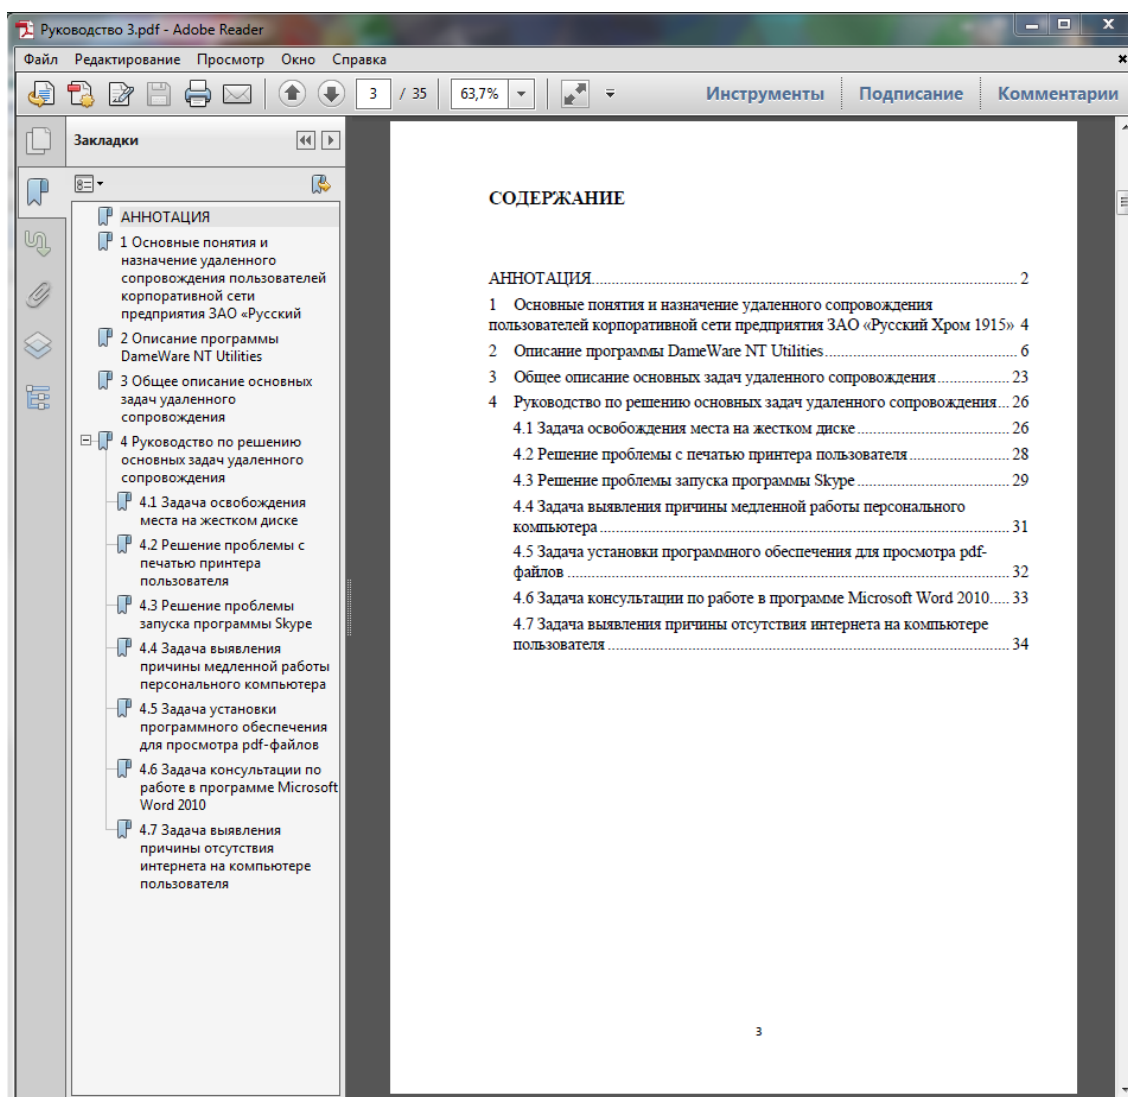 Руководство 3.pdf - Adobe Reader
Файл Редактирование Просмотр Окно Справка
3 / 35 63,7% Инструменты Подписание Комментарии
Закладки
АННОТАЦИЯ
1 Основные понятия и
назначение удаленного
сопровождения пользователей
корпоративной сети
предприятия ЗАО «Русский
2 Описание программы
DameWare NT Utilities
3 Общее описание основных
задач удаленного
сопровождения
4 Руководство по решению
основных задач удаленного
сопровождения
4.1 Задача освобождения
места на жестком диске
4.2 Решение проблемы с
печатью принтера
пользователя
4.3 Решение проблемы
запуска программы Skype
4.4 Задача выявления
причины медленной работы
персонального компьютера
4.5 Задача установки
программного обеспечения
для просмотра pdf-файлов
4.6 Задача консультации по
работе в программе Microsoft
Word 2010
4.7 Задача выявления
причины отсутствия
интернета на компьютере
пользователя
СОДЕРЖАНИЕ
АННОТАЦИЯ 2
1 Основные понятия и назначение удаленного сопровождения
пользователей корпоративной сети предприятия ЗАО «Русский Хром 1915» 4
2 Описание программы DameWare NT Utilities 6
3 Общее описание основных задач удаленного сопровождения 23
4 Руководство по решению основных задач удаленного сопровождения 26
4.1 Задача освобождения места на жестком диске 26
4.2 Решение проблемы с печатью принтера пользователя 28
4.3 Решение проблемы запуска программы Skype 29
4.4 Задача выявления причины медленной работы персонального
компьютера 31
4.5 Задача установки программного обеспечения для просмотра pdf-
файлов 32
4.6 Задача консультации по работе в программе Microsoft Word 2010 33
4.7 Задача выявления причины отсутствия интернета на компьютере
пользователя 34
3